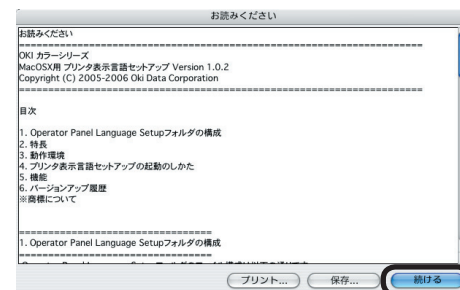 お読みください
お読みください
==================================================================
OKI カラーシリーズ
MacOSX用 プリンタ表示言語セットアップ Version 1.0.2
Copyright (C) 2005-2006 Oki Data Corporation
==================================================================
目次
1. Operator Panel Language Setupフォルダの構成
2. 特長
3. 動作環境
4. プリンタ表示言語セットアップの起動のしかた
5. 機能
6. バージョンアップ履歴
※商標について
================================
1. Operator Panel Language Setupフォルダの構成
================================
プリント...
保存...
続ける